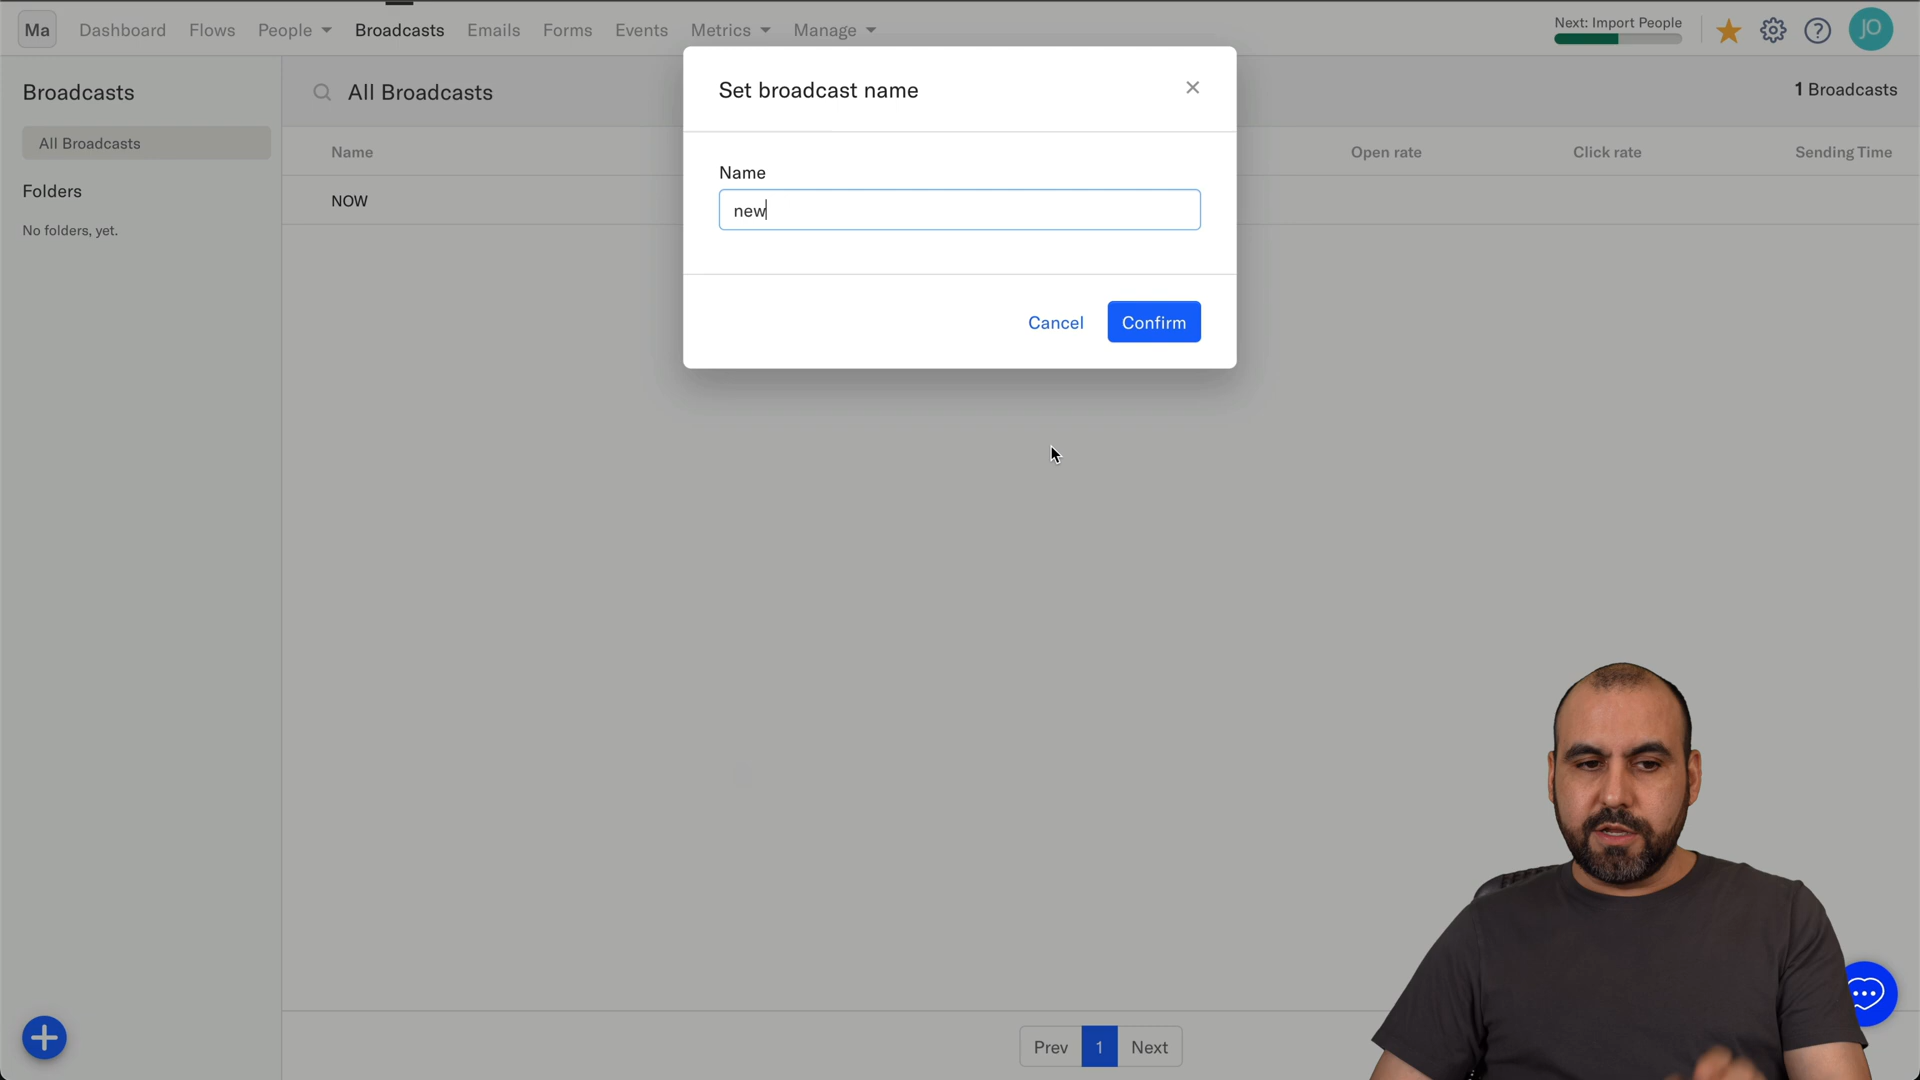 Ma Dashboard Flows People Broadcasts Emails Forms Events Metrics Manage Next: Import People JO
Broadcasts
All Broadcasts
Folders
No folders, yet.
All Broadcasts
1 Broadcasts
Name Open rate Click rate Sending Time
NOW
Set broadcast name
Name
new
Cancel Confirm
Prev 1 Next